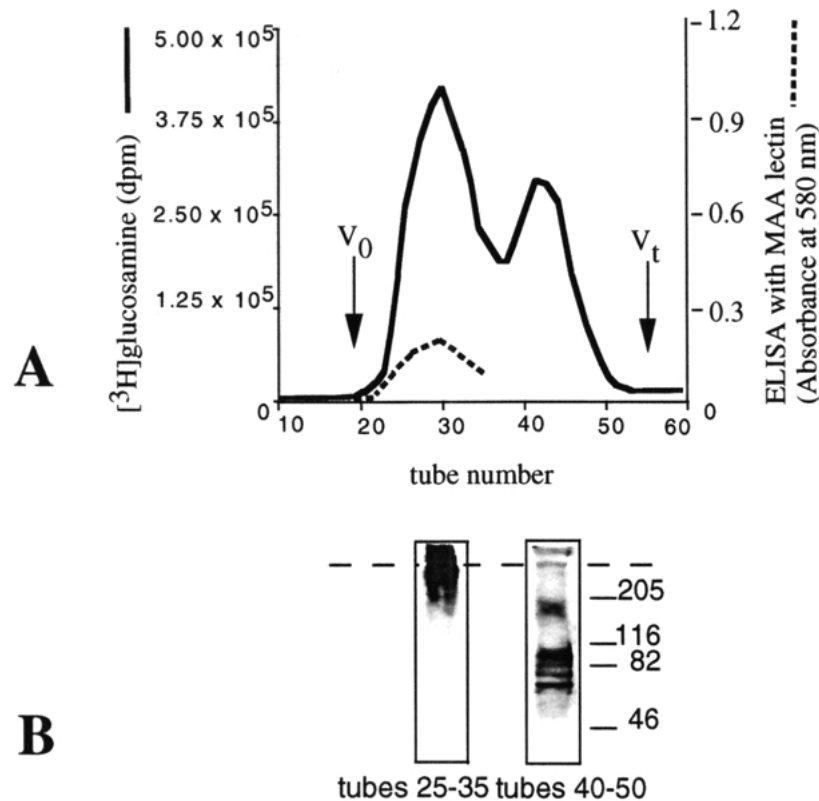 [3H]glucosamine (dpm)
5.00 x 10^5
3.75 x 10^5
2.50 x 10^5
1.25 x 10^5
0
V0
Vt
1.2
0.9
0.6
0.3
0
ELISA with MAA lectin
(Absorbance at 580 nm)
10 20 30 40 50 60
tube number
A
205
116
82
46
B
tubes 25-35 tubes 40-50